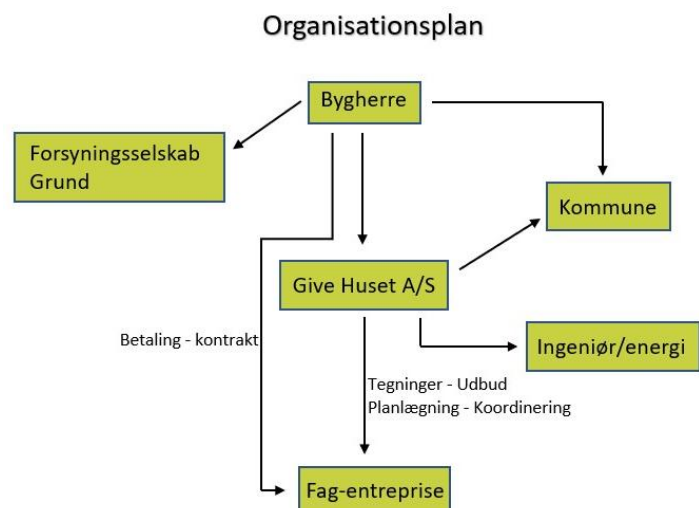 Organisationsplan
Bygherre
Forsyningsselskab
Grund
Kommune
Give Huset A/S
Betaling - kontrakt
Ingeniør/energi
Tegninger - Udbud
Planlægning - Koordinering
Fag-entreprise